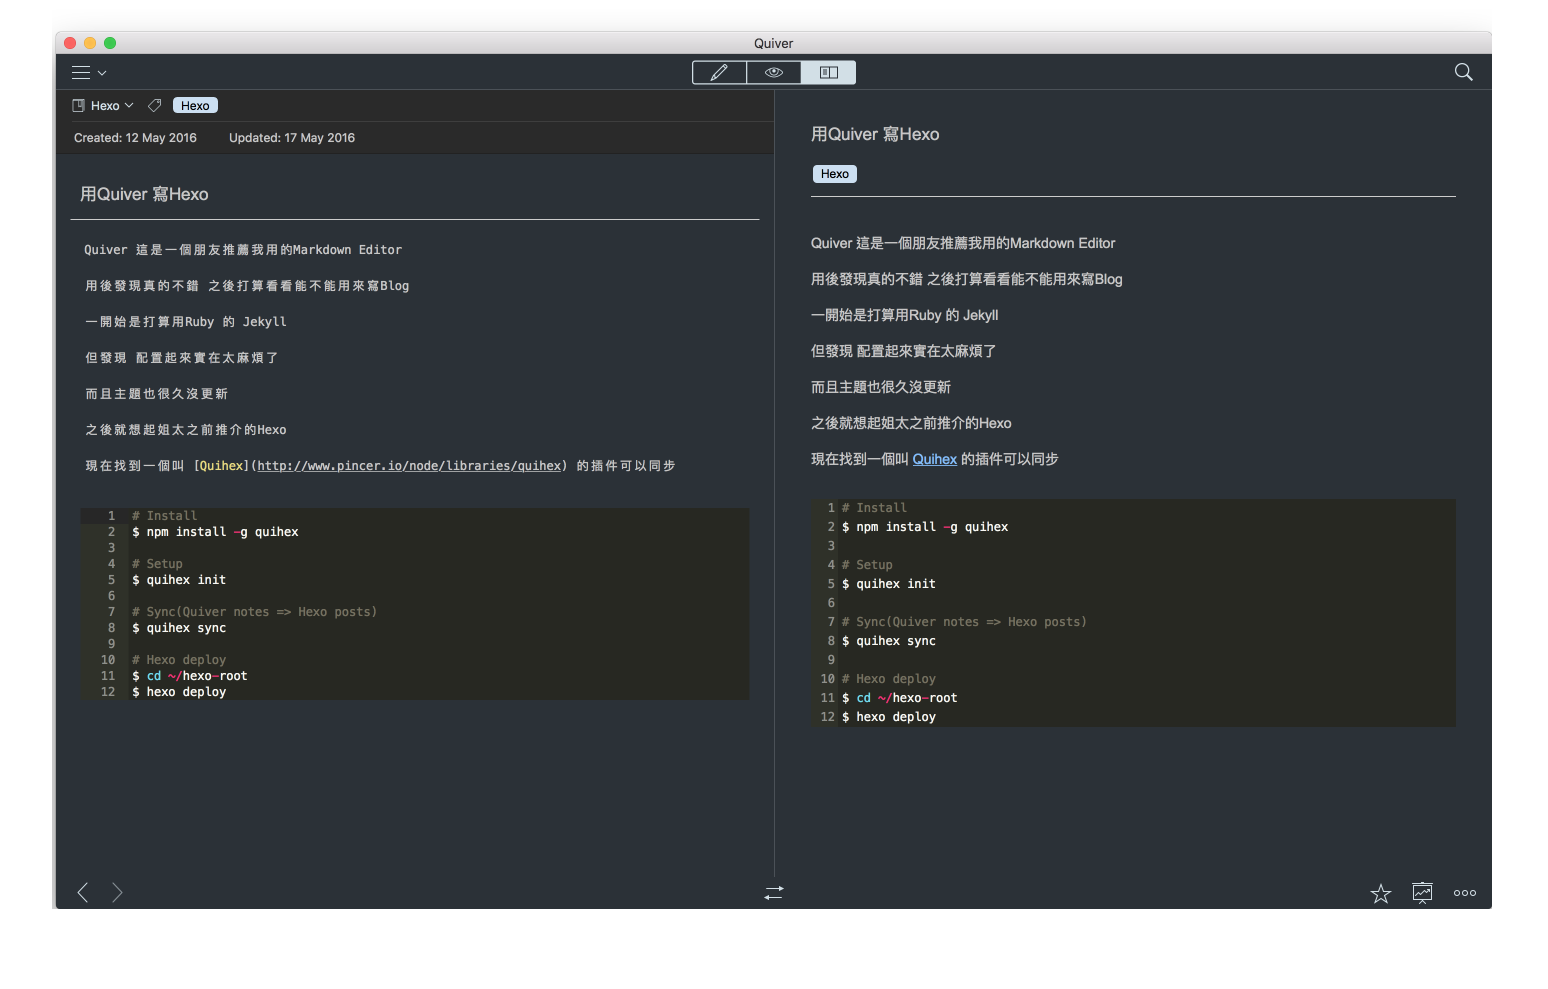 Quiver
Hexo
Hexo
Created: 12 May 2016 Updated: 17 May 2016
用Quiver 寫Hexo
Quiver 這是一個朋友推薦我用的Markdown Editor
用後發現真的不錯 之後打算看看能不能用來寫Blog
一開始是打算用Ruby 的 Jekyll
但發現 配置起來實在太麻煩了
而且主題也很久沒更新
之後就想起姐太之前推介的Hexo
現在找到一個叫 [Quihex](http://www.pincer.io/node/libraries/quihex) 的插件可以同步
1 # Install
2 $ npm install -g quihex
3
4 # Setup
5 $ quihex init
6
7 # Sync(Quiver notes => Hexo posts)
8 $ quihex sync
9
10 # Hexo deploy
11 $ cd ~/hexo-root
12 $ hexo deploy
用Quiver 寫Hexo
Hexo
Quiver 這是一個朋友推薦我用的Markdown Editor
用後發現真的不錯 之後打算看看能不能用來寫Blog
一開始是打算用Ruby 的 Jekyll
但發現 配置起來實在太麻煩了
而且主題也很久沒更新
之後就想起姐太之前推介的Hexo
現在找到一個叫 Quihex 的插件可以同步
1 # Install
2 $ npm install -g quihex
3
4 # Setup
5 $ quihex init
6
7 # Sync(Quiver notes => Hexo posts)
8 $ quihex sync
9
10 # Hexo deploy
11 $ cd ~/hexo-root
12 $ hexo deploy